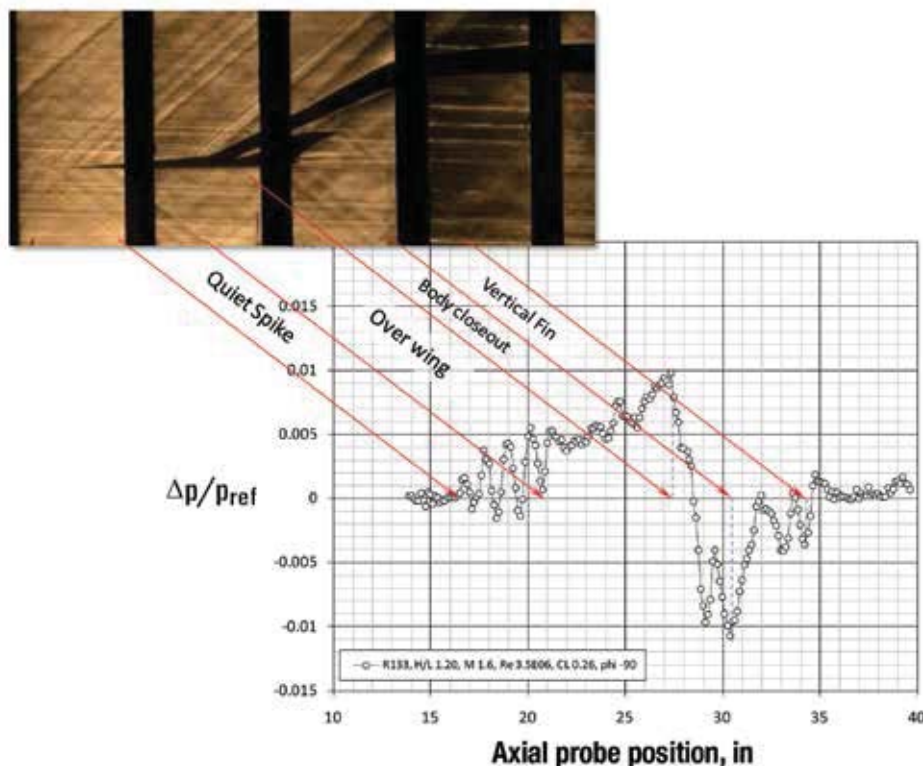 Quiet Spike
Over wing
Body closeout
Vertical Fin
0.015
0.01
0.005
0
-0.005
-0.01
-0.015
Δp/pref
R133, H/L 1.20, M 1.6, Re 3.5E06, CL 0.26, phi -90
10 15 20 25 30 35 40
Axial probe position, in